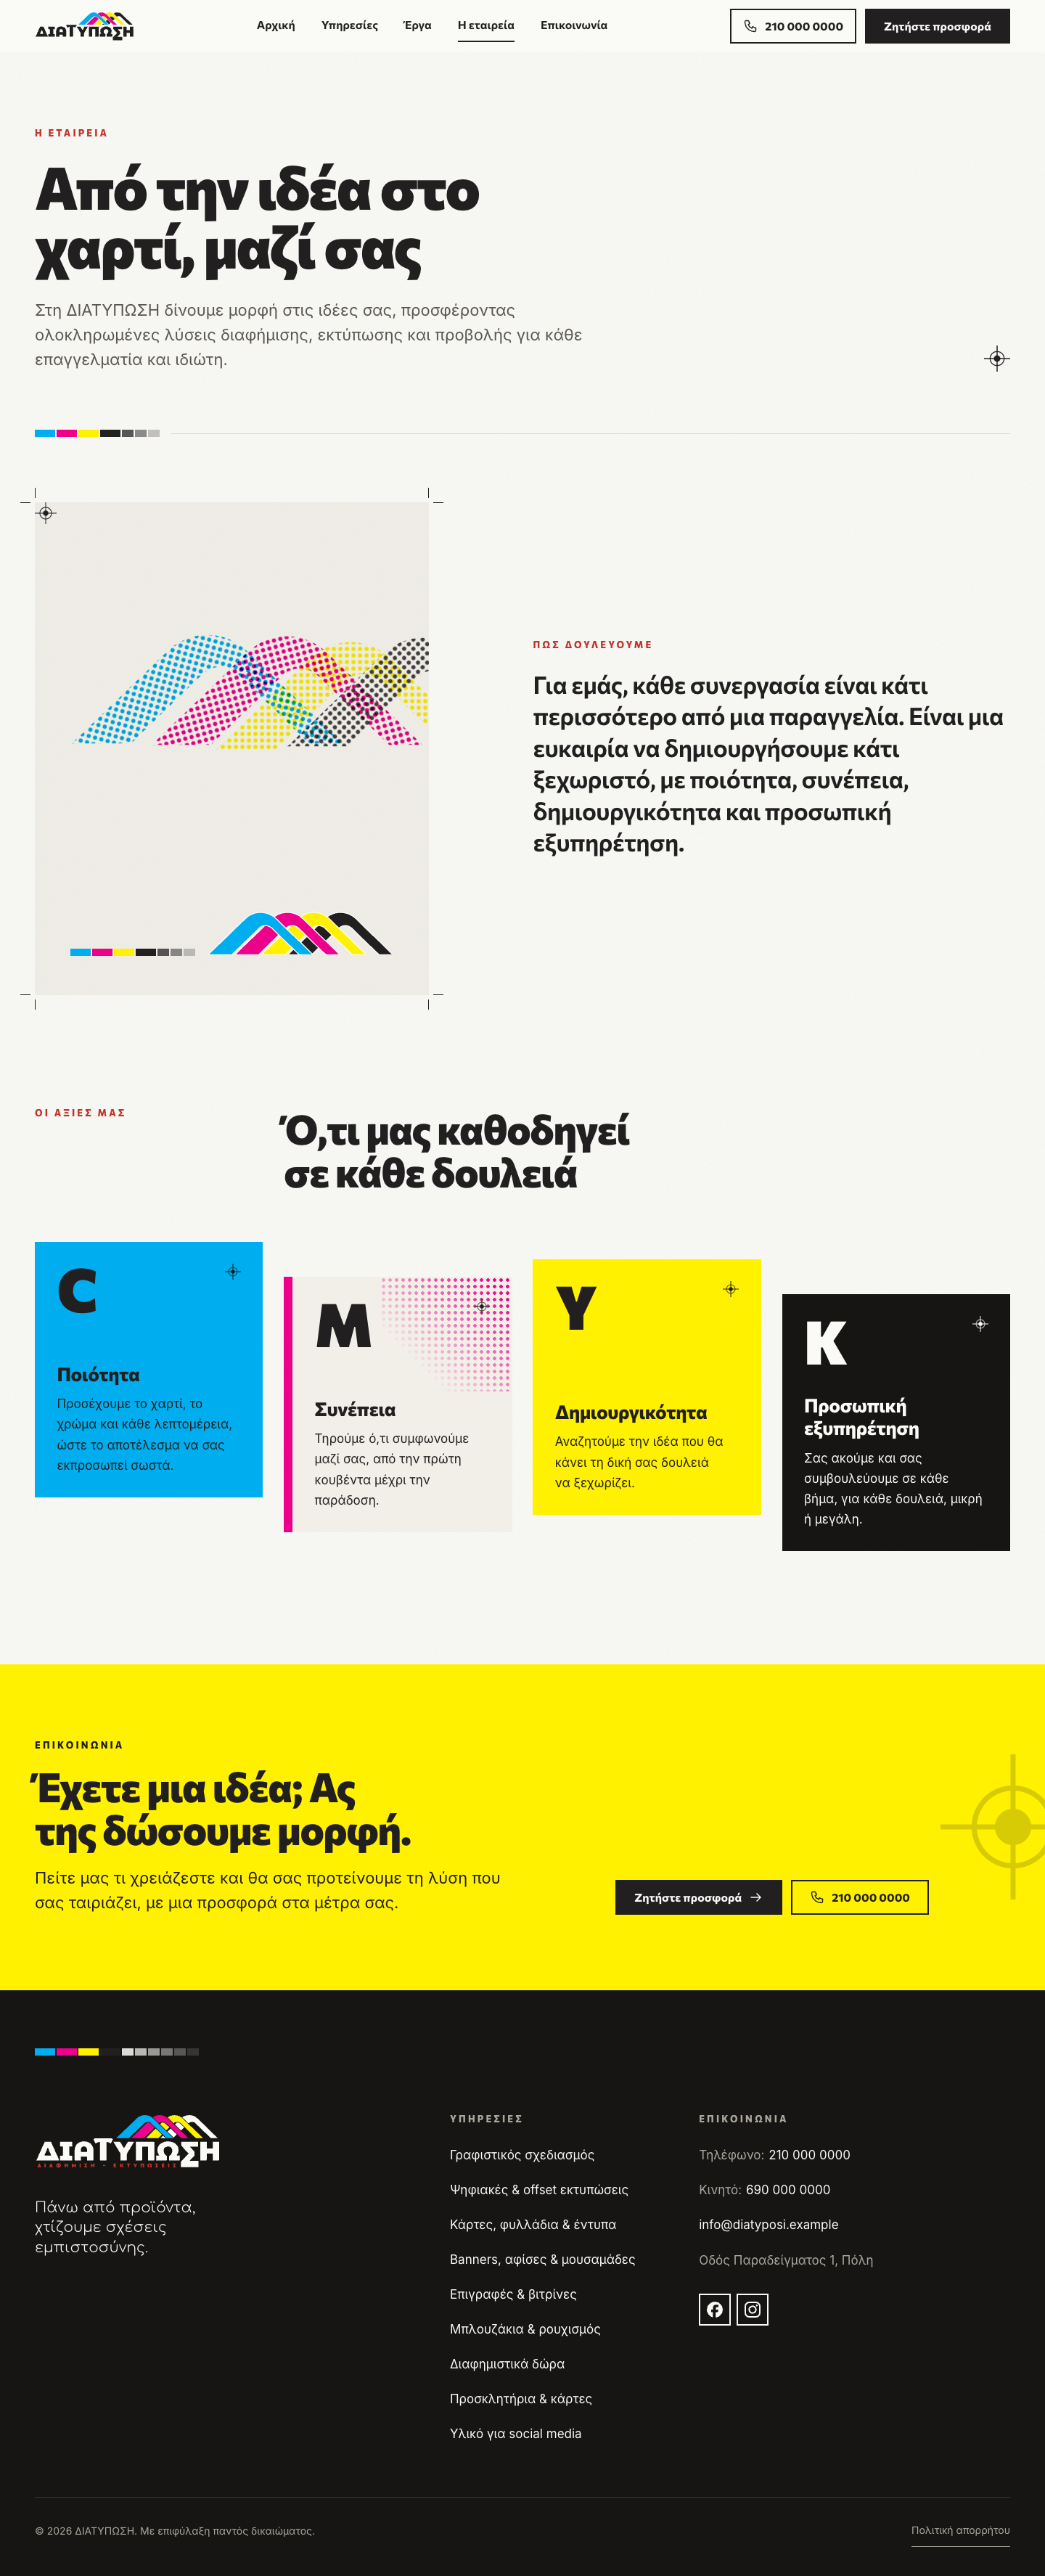 ΔΙΑΤΥΠΩΣΗ
Αρχική
Υπηρεσίες
Έργα
Η εταιρεία
Επικοινωνία
210 000 0000
Ζητήστε προσφορά
Η ΕΤΑΙΡΕΙΑ
Από την ιδέα στο
χαρτί, μαζί σας
Στη ΔΙΑΤΥΠΩΣΗ δίνουμε μορφή στις ιδέες σας, προσφέροντας
ολοκληρωμένες λύσεις διαφήμισης, εκτύπωσης και προβολής για κάθε
επαγγελματία και ιδιώτη.
ΠΩΣ ΔΟΥΛΕΥΟΥΜΕ
Για εμάς, κάθε συνεργασία είναι κάτι
περισσότερο από μια παραγγελία. Είναι μια
ευκαιρία να δημιουργήσουμε κάτι
ξεχωριστό, με ποιότητα, συνέπεια,
δημιουργικότητα και προσωπική
εξυπηρέτηση.
ΟΙ ΑΞΙΕΣ ΜΑΣ
Ό,τι μας καθοδηγεί
σε κάθε δουλειά
C
Ποιότητα
Προσέχουμε το χαρτί, το
χρώμα και κάθε λεπτομέρεια,
ώστε το αποτέλεσμα να σας
εκπροσωπεί σωστά.
M
Συνέπεια
Τηρούμε ό,τι συμφωνούμε
μαζί σας, από την πρώτη
κουβέντα μέχρι την
παράδοση.
Y
Δημιουργικότητα
Αναζητούμε την ιδέα που θα
κάνει τη δική σας δουλειά
να ξεχωρίζει.
K
Προσωπική
εξυπηρέτηση
Σας ακούμε και σας
συμβουλεύουμε σε κάθε
βήμα, για κάθε δουλειά, μικρή
ή μεγάλη.
ΕΠΙΚΟΙΝΩΝΙΑ
Έχετε μια ιδέα; Ας
της δώσουμε μορφή.
Πείτε μας τι χρειάζεστε και θα σας προτείνουμε τη λύση που
σας ταιριάζει, με μια προσφορά στα μέτρα σας.
Ζητήστε προσφορά
210 000 0000
ΔΙΑΤΥΠΩΣΗ
ΔΙΑΦΗΜΙΣΗ - ΕΚΤΥΠΩΣΕΙΣ
Πάνω από προϊόντα,
χτίζουμε σχέσεις
εμπιστοσύνης.
ΥΠΗΡΕΣΙΕΣ
Γραφιστικός σχεδιασμός
Ψηφιακές & offset εκτυπώσεις
Κάρτες, φυλλάδια & έντυπα
Banners, αφίσες & μουσαμάδες
Επιγραφές & βιτρίνες
Μπλουζάκια & ρουχισμός
Διαφημιστικά δώρα
Προσκλητήρια & κάρτες
Υλικό για social media
ΕΠΙΚΟΙΝΩΝΙΑ
Τηλέφωνο: 210 000 0000
Κινητό: 690 000 0000
info@diatyposi.example
Οδός Παραδείγματος 1, Πόλη
© 2026 ΔΙΑΤΥΠΩΣΗ. Με επιφύλαξη παντός δικαιώματος.
Πολιτική απορρήτου